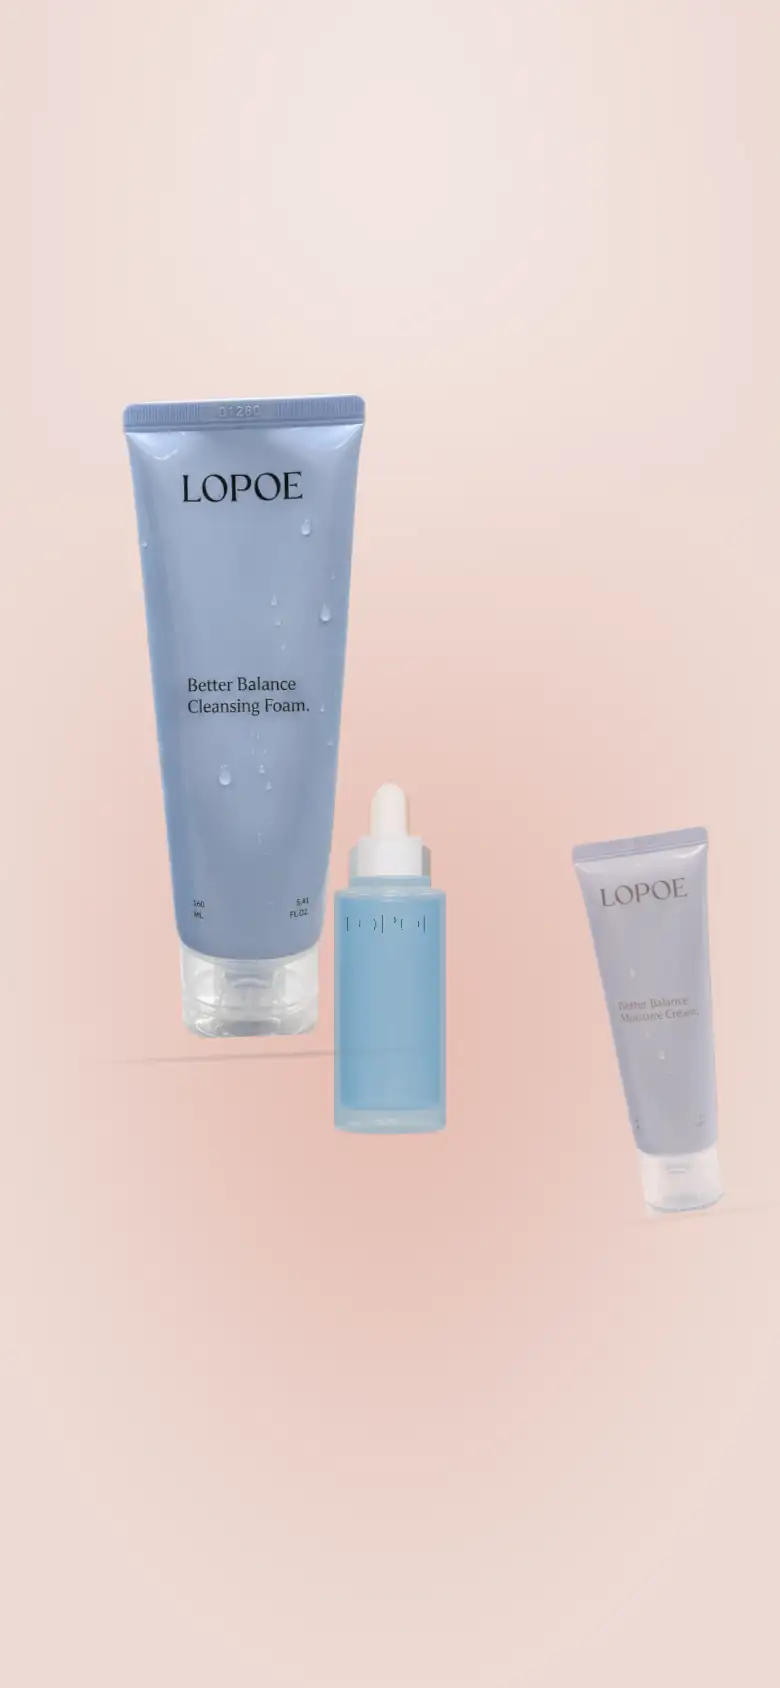 LOPOE
Better Balance
Cleansing Foam.
160
ML
5.41
FL.OZ.
LOPOE
Better Balance
Moisture Cream.